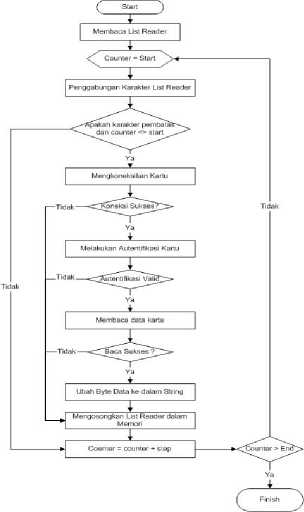 Start
Membaca List Reader
Counter = Start
Penggabungan Karakter List Reader
Apakah karakter pembatas
dan counter <> start
Ya
Mengkoneksikan Kartu
Tidak
Koneksi Sukses?
Tidak
Ya
Melakukan Autentifikasi Kartu
Tidak
Autentifikasi Valid
Tidak
Ya
Membaca data kartu
Tidak
Baca Sukses ?
Ya
Ubah Byte Data ke dalam String
Mengosongkan List Reader dalam
Memori
Counter = counter + step
Counter > End
Ya
Finish